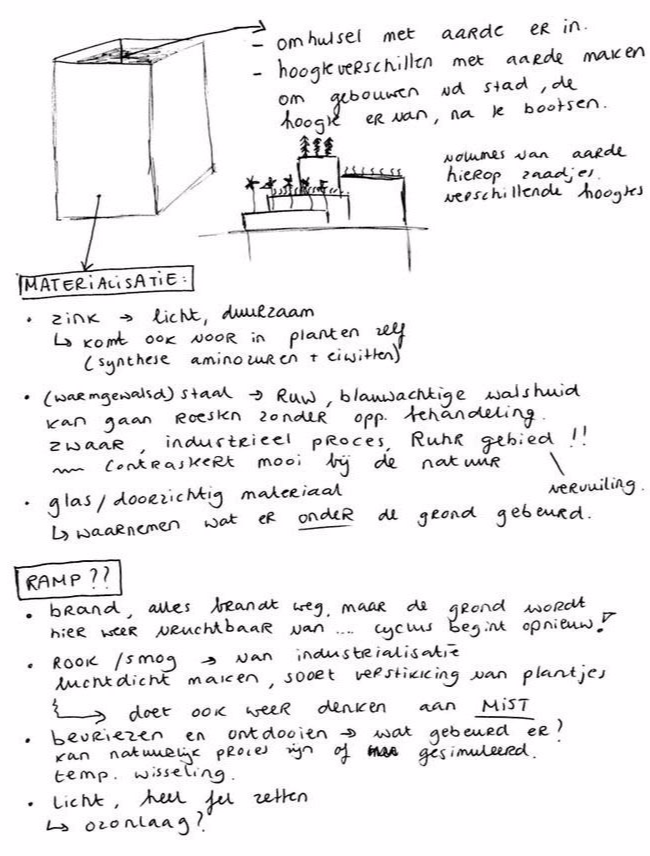 - omhulsel met aarde er in.
- hoogteverschillen met aarde maken
om gebouwen vd stad, de
hoogte er van, na te bootsen.
volumes van aarde
hierop zaadjes.
verschillende hoogtes
MATERIALISATIE:
• zink → licht, duurzaam
↳ komt ook voor in planten zelf
(synthese aminozuren + eiwitten)
• (warmgewalsd) staal → Ruw, blauwachtige walshuid
kan gaan roesten zonder opp. behandeling.
zwaar, industrieel proces, Ruhr gebied !!
~ contrasteert mooi bij de natuur
vervuiling.
• glas/doorzichtig materiaal
↳ waarnemen wat er onder de grond gebeurd.
RAMP??
• brand, alles brandt weg, maar de grond wordt
hier weer vruchtbaar van .... cyclus begint opnieuw!
• Rook/smog → van industrialisatie
luchtdicht maken, soort verstikking van plantjes
↳ doet ook weer denken aan MIST
• bevriezen en ontdooien → wat gebeurd er?
kan natuurlijk proces zijn of gesimuleerd.
temp. wisseling.
• licht, heel fel zetten
↳ ozonlaag?